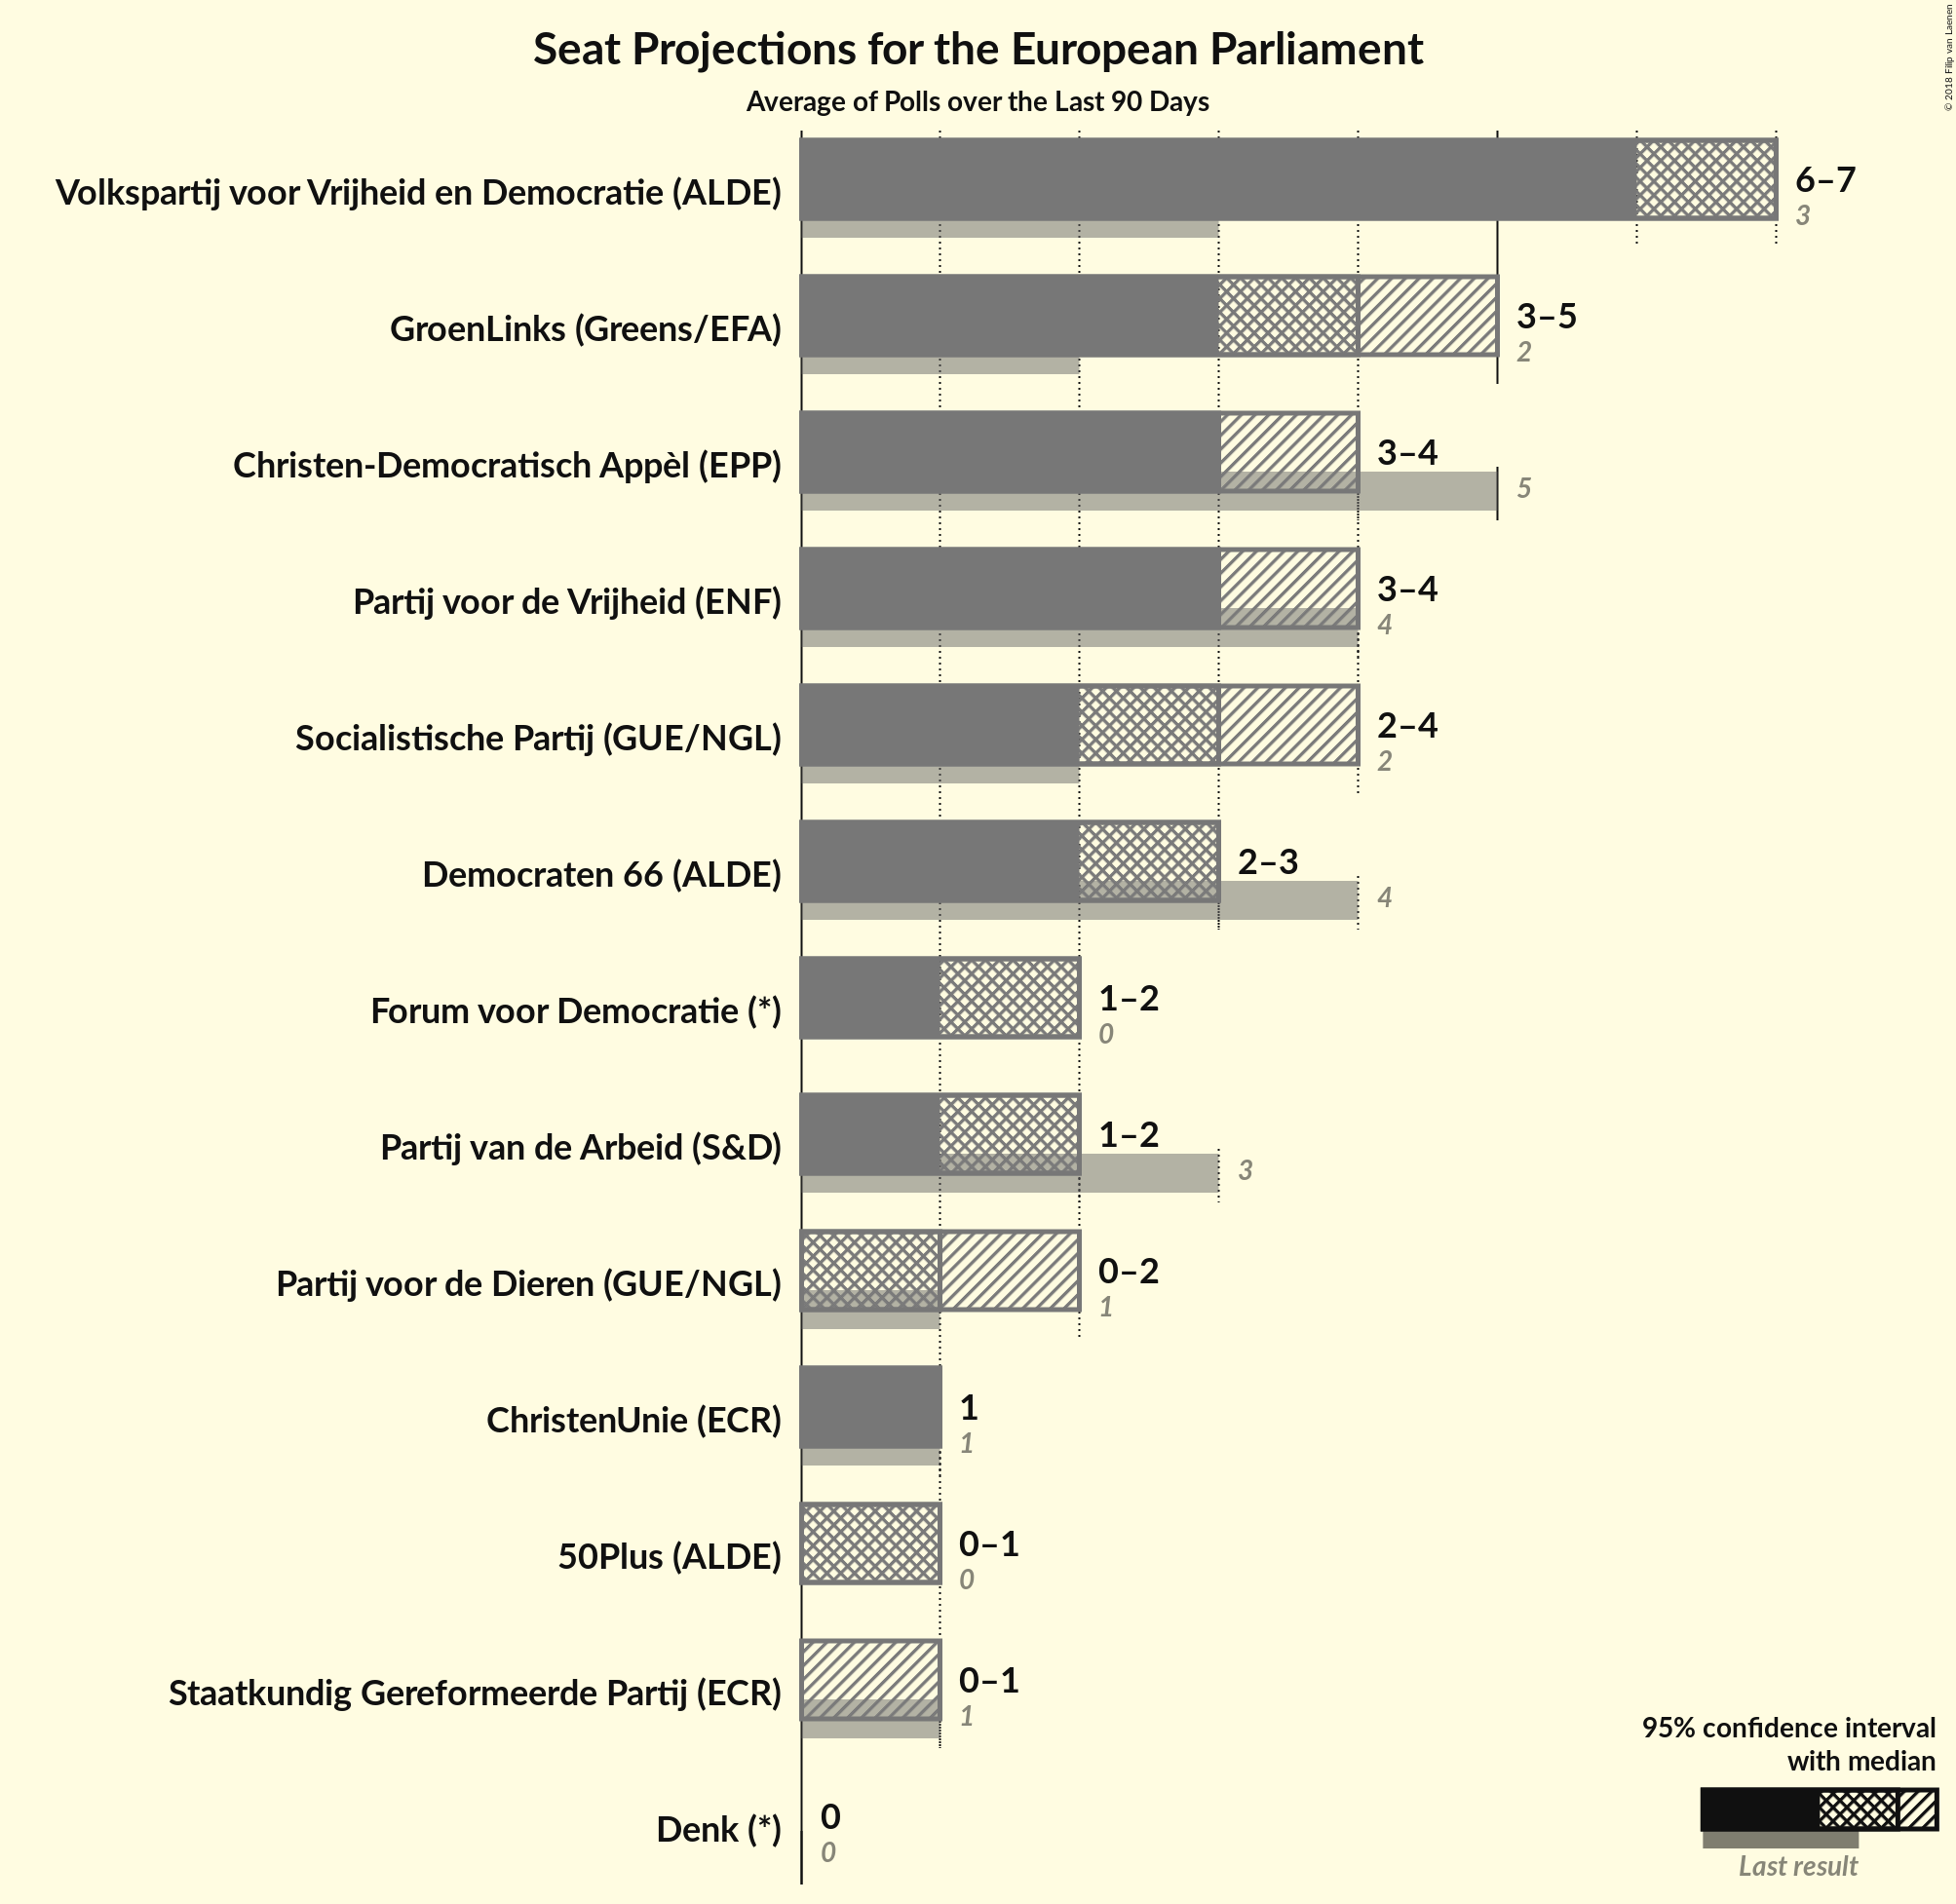 Seat Projections for the European Parliament
Average of Polls over the Last 90 Days
© 2018 Filip van Laenen
Volkspartij voor Vrijheid en Democratie (ALDE)
6–7
3
GroenLinks (Greens/EFA)
3–5
2
Christen-Democratisch Appèl (EPP)
3–4
5
Partij voor de Vrijheid (ENF)
3–4
4
Socialistische Partij (GUE/NGL)
2–4
2
Democraten 66 (ALDE)
2–3
4
Forum voor Democratie (*)
1–2
0
Partij van de Arbeid (S&D)
1–2
3
Partij voor de Dieren (GUE/NGL)
0–2
1
ChristenUnie (ECR)
1
1
50Plus (ALDE)
0–1
0
Staatkundig Gereformeerde Partij (ECR)
0–1
1
Denk (*)
0
0
95% confidence interval
with median
Last result